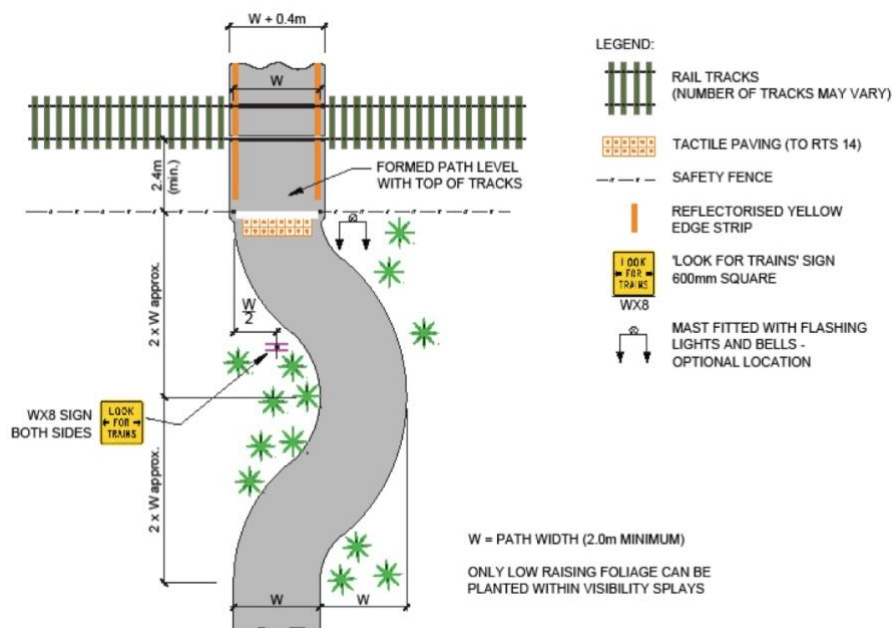 W + 0.4m
W
2.4m
(min.)
FORMED PATH LEVEL
WITH TOP OF TRACKS
2 x W approx.
W
2
WX8 SIGN
BOTH SIDES
LOOK
FOR
TRAINS
2 x W approx.
W
W
LEGEND:
RAIL TRACKS
(NUMBER OF TRACKS MAY VARY)
TACTILE PAVING (TO RTS 14)
SAFETY FENCE
REFLECTORISED YELLOW
EDGE STRIP
LOOK
FOR
TRAINS
WX8
'LOOK FOR TRAINS' SIGN
600mm SQUARE
MAST FITTED WITH FLASHING
LIGHTS AND BELLS -
OPTIONAL LOCATION
W = PATH WIDTH (2.0m MINIMUM)
ONLY LOW RAISING FOLIAGE CAN BE
PLANTED WITHIN VISIBILITY SPLAYS